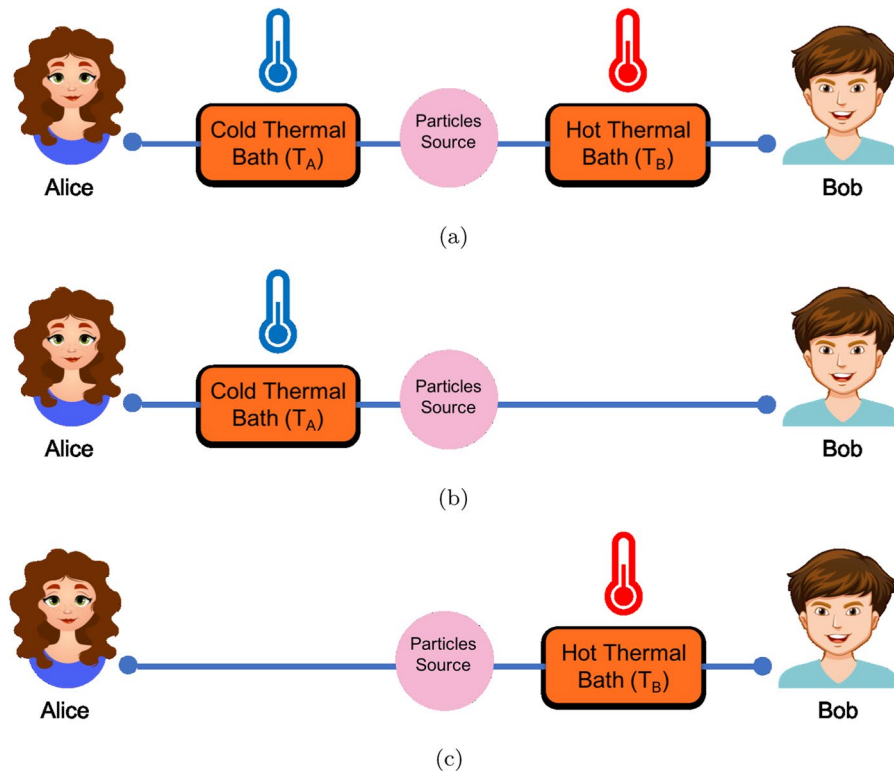 Cold Thermal
Bath (T_A)
Particles
Source
Hot Thermal
Bath (T_B)
Alice
Bob
(a)
Cold Thermal
Bath (T_A)
Particles
Source
Alice
Bob
(b)
Particles
Source
Hot Thermal
Bath (T_B)
Alice
Bob
(c)